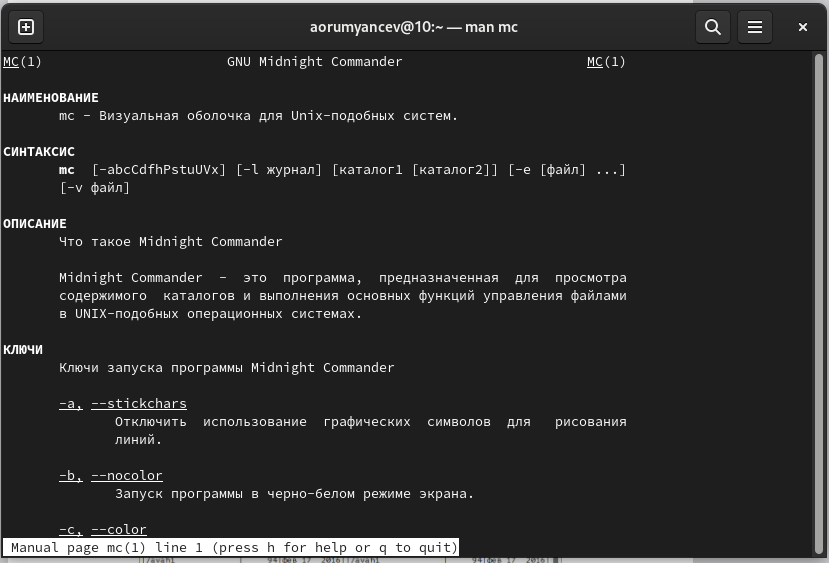 aorumyancev@10:~ — man mc
MC(1) GNU Midnight Commander MC(1)
НАИМЕНОВАНИЕ
mc - Визуальная оболочка для Unix-подобных систем.
СИНТАКСИС
mc [-abcCdfhPstuUVx] [-l журнал] [каталог1 [каталог2]] [-e [файл] ...]
[-v файл]
ОПИСАНИЕ
Что такое Midnight Commander
Midnight Commander - это программа, предназначенная для просмотра
содержимого каталогов и выполнения основных функций управления файлами
в UNIX-подобных операционных системах.
КЛЮЧИ
Ключи запуска программы Midnight Commander
-a, --stickchars
Отключить использование графических символов для рисования
линий.
-b, --nocolor
Запуск программы в черно-белом режиме экрана.
-c, --color
Manual page mc(1) line 1 (press h for help or q to quit)